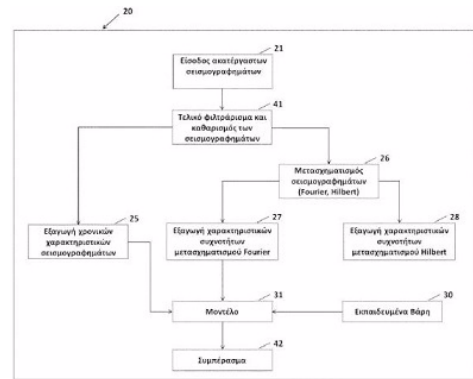 20
21
Είσοδος ακατέργαστων
σεισμογραφημάτων
41
Τελικό φιλτράρισμα και
καθαρισμός των
σεισμογραφημάτων
26
Μετασχηματισμός
σεισμογραφημάτων
(Fourier, Hilbert)
25
Εξαγωγή χρονικών
χαρακτηριστικών
σεισμογραφημάτων
27
Εξαγωγή χαρακτηριστικών
συχνοτήτων
μετασχηματισμού Fourier
28
Εξαγωγή χαρακτηριστικών
συχνοτήτων
μετασχηματισμού Hilbert
31
Μοντέλο
30
Εκπαιδευμένα Βάρη
42
Συμπέρασμα